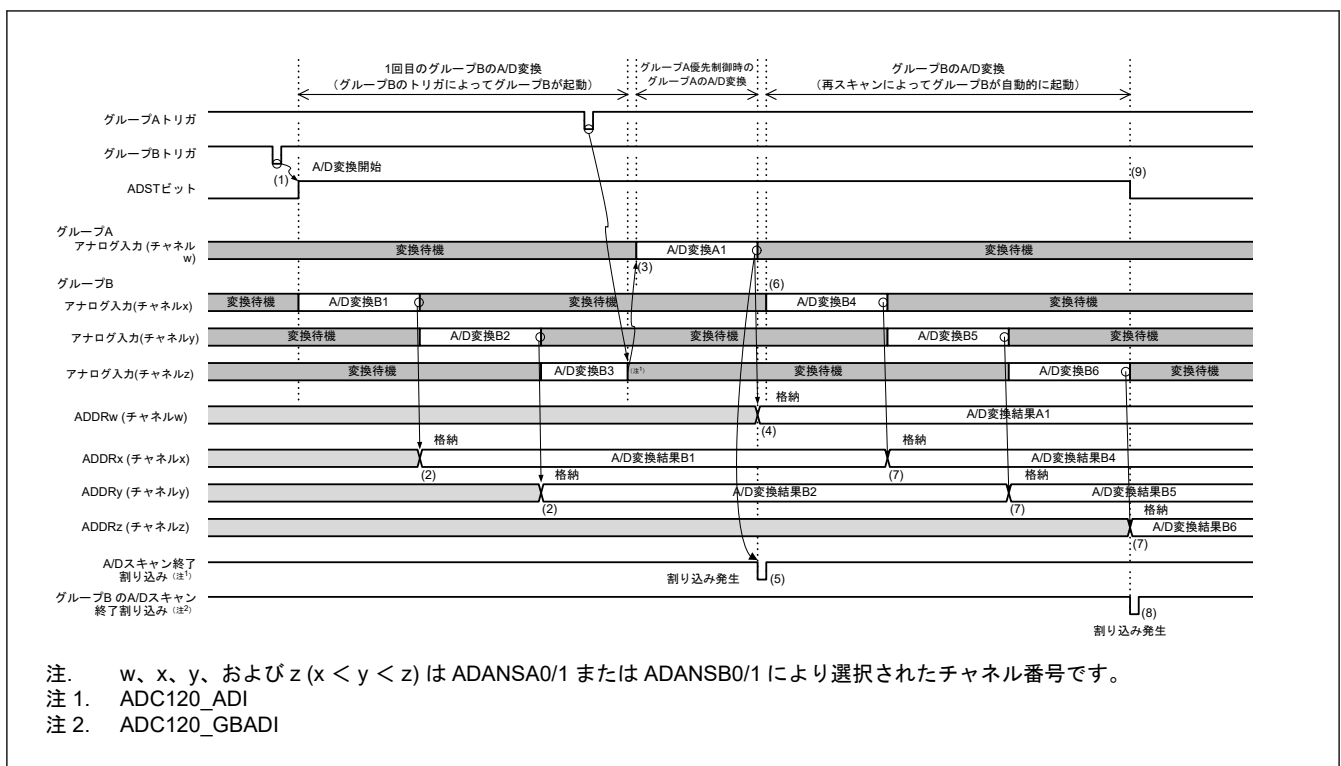 1回目のグループBのA/D変換
（グループBのトリガによってグループBが起動）
グループA優先制御時の
グループAのA/D変換
グループBのA/D変換
（再スキャンによってグループBが自動的に起動）
グループAトリガ
グループBトリガ
(1)
A/D変換開始
ADSTビット
(9)
グループA
アナログ入力 (チャネル
w)
変換待機
A/D変換A1
変換待機
(3)
グループB
(6)
アナログ入力(チャネルx)
変換待機
A/D変換B1
変換待機
A/D変換B4
変換待機
アナログ入力(チャネルy)
変換待機
A/D変換B2
変換待機
A/D変換B5
変換待機
アナログ入力(チャネルz)
変換待機
A/D変換B3
(注1)
変換待機
A/D変換B6
変換待機
格納
ADDRw (チャネルw)
A/D変換結果A1
(4)
格納
格納
ADDRx (チャネルx)
A/D変換結果B1
A/D変換結果B4
(2)
格納
(7)
格納
ADDRy (チャネルy)
A/D変換結果B2
A/D変換結果B5
(2)
(7)
格納
ADDRz (チャネルz)
A/D変換結果B6
(7)
A/Dスキャン終了
割り込み (注1)
割り込み発生
(5)
グループB のA/Dスキャン
終了割り込み (注2)
(8)
割り込み発生
注. w、x、y、および z (x < y < z) は ADANSA0/1 または ADANSB0/1 により選択されたチャネル番号です。
注 1. ADC120_ADI
注 2. ADC120_GBADI